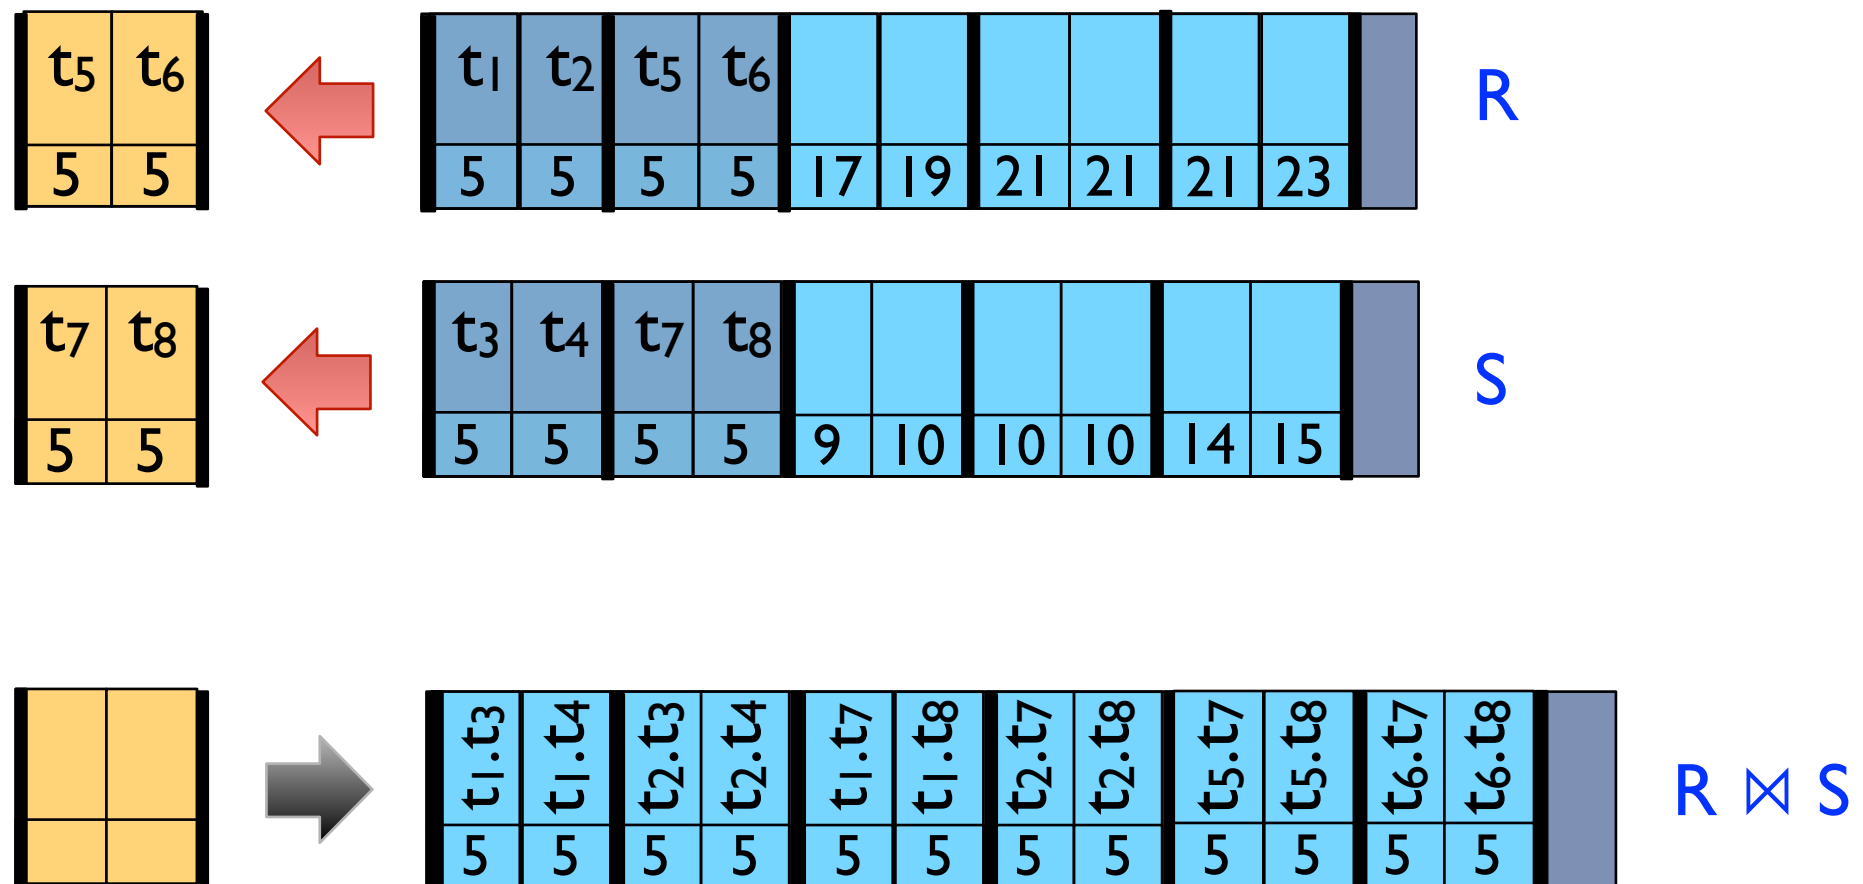 t5 t6 t1 t2 t5 t6 R
5 5 5 5 5 5 17 19 21 21 21 23
t7 t8 t3 t4 t7 t8 S
5 5 5 5 5 5 9 10 10 10 14 15
t1.t3 t1.t4 t2.t3 t2.t4 t1.t7 t1.t8 t2.t7 t2.t8 t5.t7 t5.t8 t6.t7 t6.t8 R ⋈ S
5 5 5 5 5 5 5 5 5 5 5 5